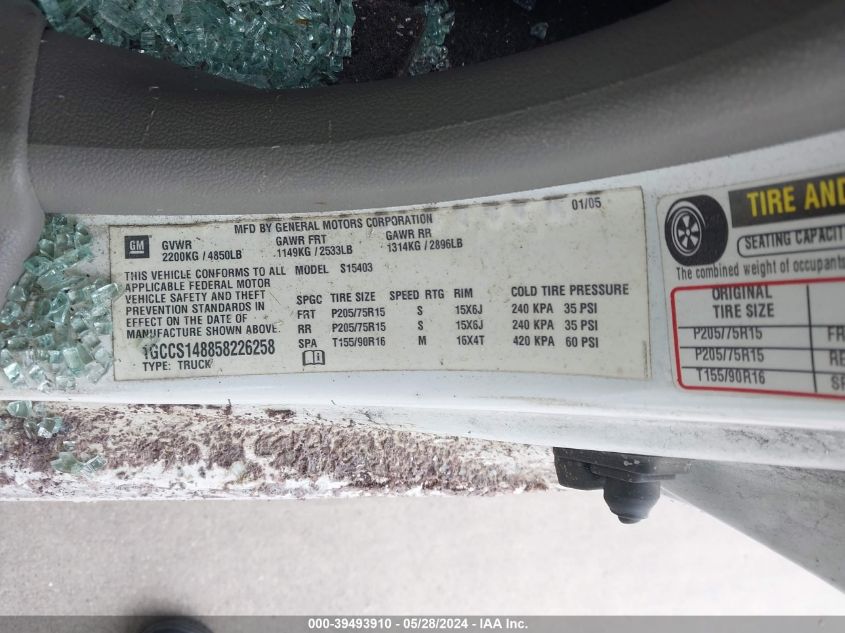 MFD BY GENERAL MOTORS CORPORATION 01/05
GM
GVWR GAWR FRT GAWR RR
2200KG / 4850LB 1149KG / 2533LB 1314KG / 2896LB
THIS VEHICLE CONFORMS TO ALL MODEL S15403
APPLICABLE FEDERAL MOTOR
VEHICLE SAFETY AND THEFT
PREVENTION STANDARDS IN
EFFECT ON THE DATE OF
MANUFACTURE SHOWN ABOVE.
1GCCS148858226258
TYPE: TRUCK
SPGC TIRE SIZE SPEED RTG RIM COLD TIRE PRESSURE
FRT P205/75R15 S 15X6J 240 KPA 35 PSI
RR P205/75R15 S 15X6J 240 KPA 35 PSI
SPA T155/90R16 M 16X4T 420 KPA 60 PSI
TIRE AND
SEATING CAPACIT
The combined weight of occupants
ORIGINAL
TIRE SIZE
P205/75R15 FR
P205/75R15 RE
T155/90R16 SP
000-39493910 - 05/28/2024 - IAA Inc.